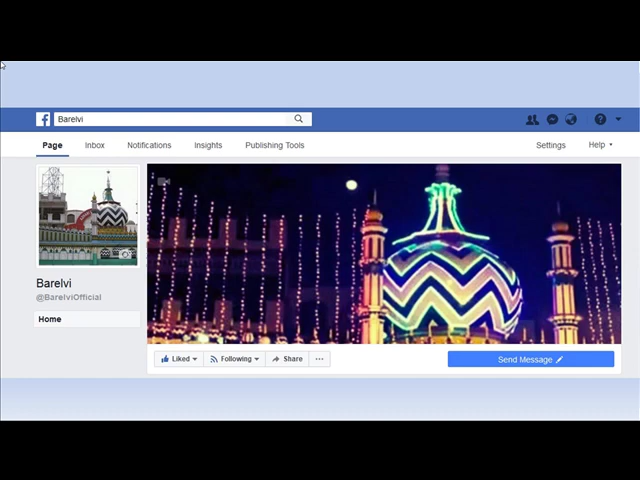 Barelvi
Page Inbox Notifications Insights Publishing Tools Settings Help
Barelvi
@BarelviOfficial
Home
Liked Following Share ...
Send Message